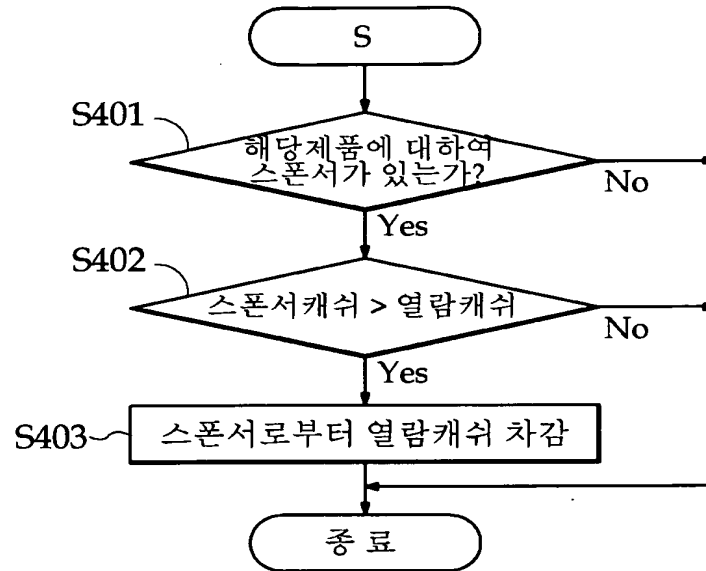 S
S401
해당제품에 대하여
스폰서가 있는가?
No
Yes
S402
스폰서캐쉬 > 열람캐쉬
No
Yes
S403
스폰서로부터 열람캐쉬 차감
종 료